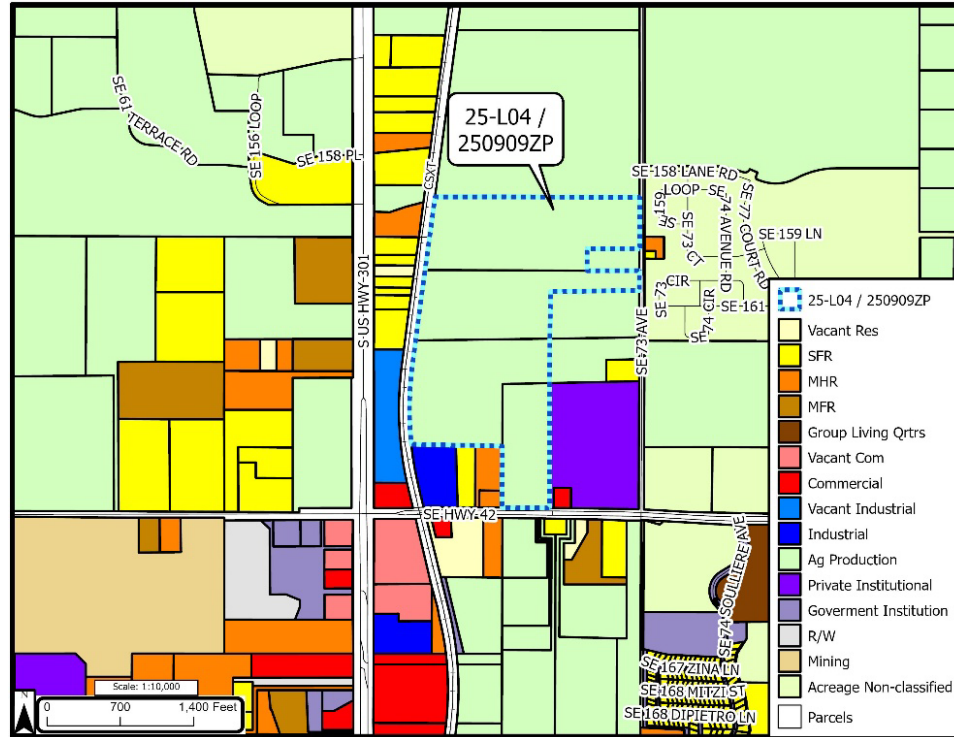 SE 61 TERRACE RD
SE 156 LOOP
SE 158 PL
S US HWY 301
CSXT
25-L04 /
250909ZP
SE 158 LANE RD
SE 159
LOOP
SE 73 CT
SE 74 AVENUE RD
SE 77 COURT RD
SE 159 LN
SE 73 CIR
SE 74 CIR
SE 161
SE 73 AVE
SE HWY 42
SE 74 SOULLIERE AVE
SE 167 ZINA LN
SE 168 MITZI ST
SE 168 DIPIETRO LN
25-L04 / 250909ZP
Vacant Res
SFR
MHR
MFR
Group Living Qrtrs
Vacant Com
Commercial
Vacant Industrial
Industrial
Ag Production
Private Institutional
Goverment Institution
R/W
Mining
Acreage Non-classified
Parcels
N
Scale: 1:10,000
0 700 1,400 Feet